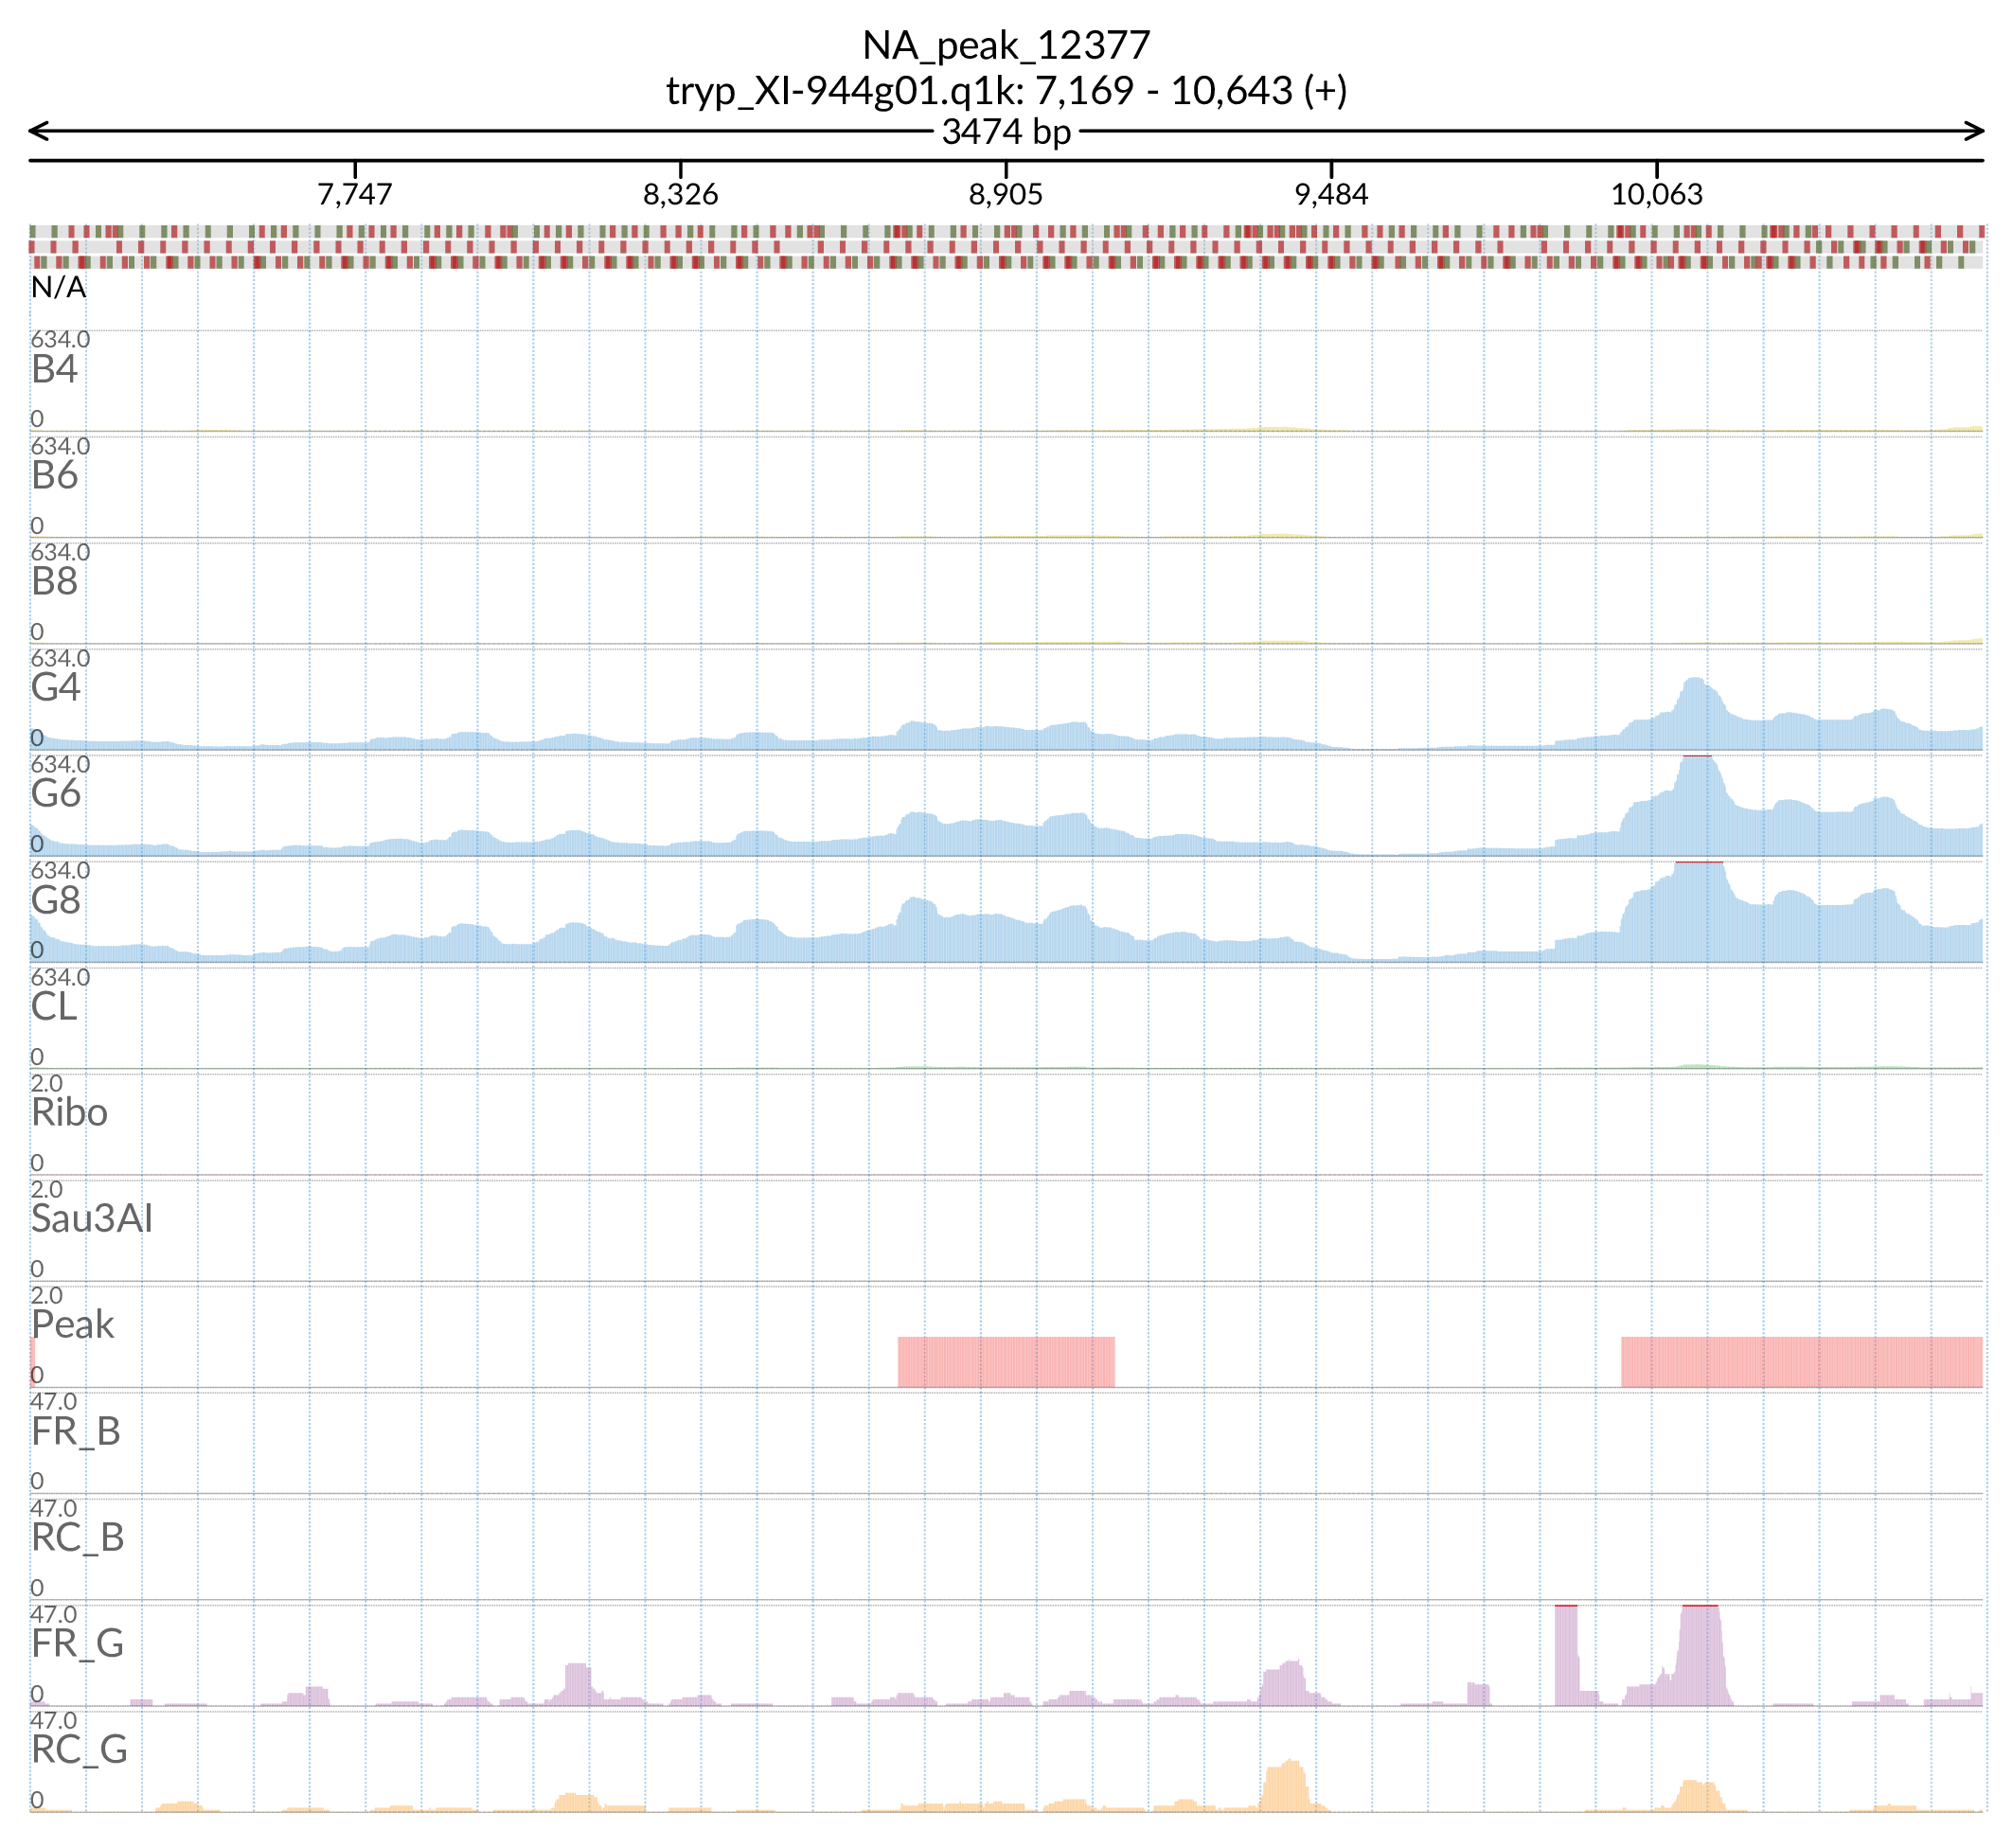 NA_peak_12377
tryp_XI-944g01.q1k: 7,169 - 10,643 (+)
3474 bp
7,747 8,326 8,905 9,484 10,063
N/A
634.0
B4
0
634.0
B6
0
634.0
B8
0
634.0
G4
0
634.0
G6
0
634.0
G8
0
634.0
CL
0
2.0
Ribo
0
2.0
Sau3AI
0
2.0
Peak
0
47.0
FR_B
0
47.0
RC_B
0
47.0
FR_G
0
47.0
RC_G
0